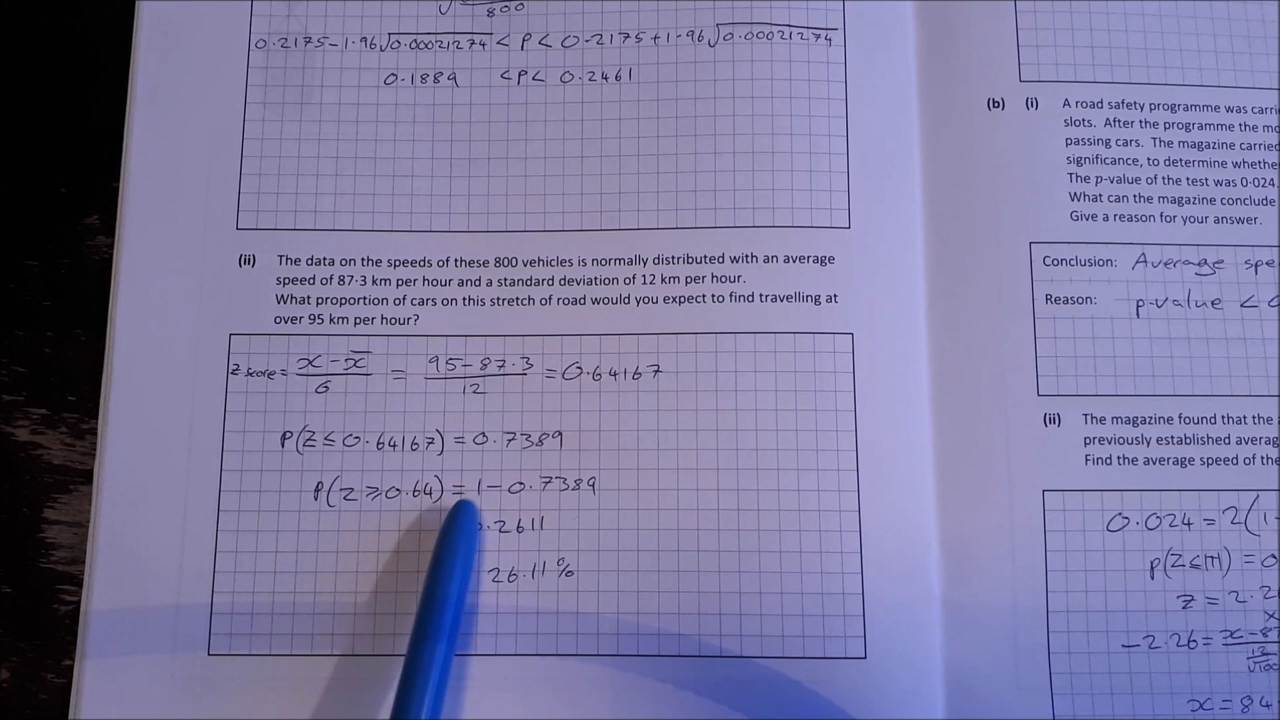 800
0.2175-1.96√0.00021274 < P < 0.2175+1.96√0.00021274
0.1889 <P< 0.2461
(ii) The data on the speeds of these 800 vehicles is normally distributed with an average
speed of 87·3 km per hour and a standard deviation of 12 km per hour.
What proportion of cars on this stretch of road would you expect to find travelling at
over 95 km per hour?
z score = x - x̄ / 6 = 95-87.3 / 12 = 0.64167
P(Z≤0.64167) = 0.7389
P(Z≥0.64) = 1-0.7389
0.2611
26.11%
(b) (i) A road safety programme was carri
slots. After the programme the mo
passing cars. The magazine carried
significance, to determine whethe
The p-value of the test was 0·024
What can the magazine conclude
Give a reason for your answer.
Conclusion: Average spe
Reason: p-value <
(ii) The magazine found that the
previously established averag
Find the average speed of the
0.024 = 2(1-
P(Z≤|T|) = 0
Z = 2.2
-2.26 = x-8 / 12/√100
x = 84